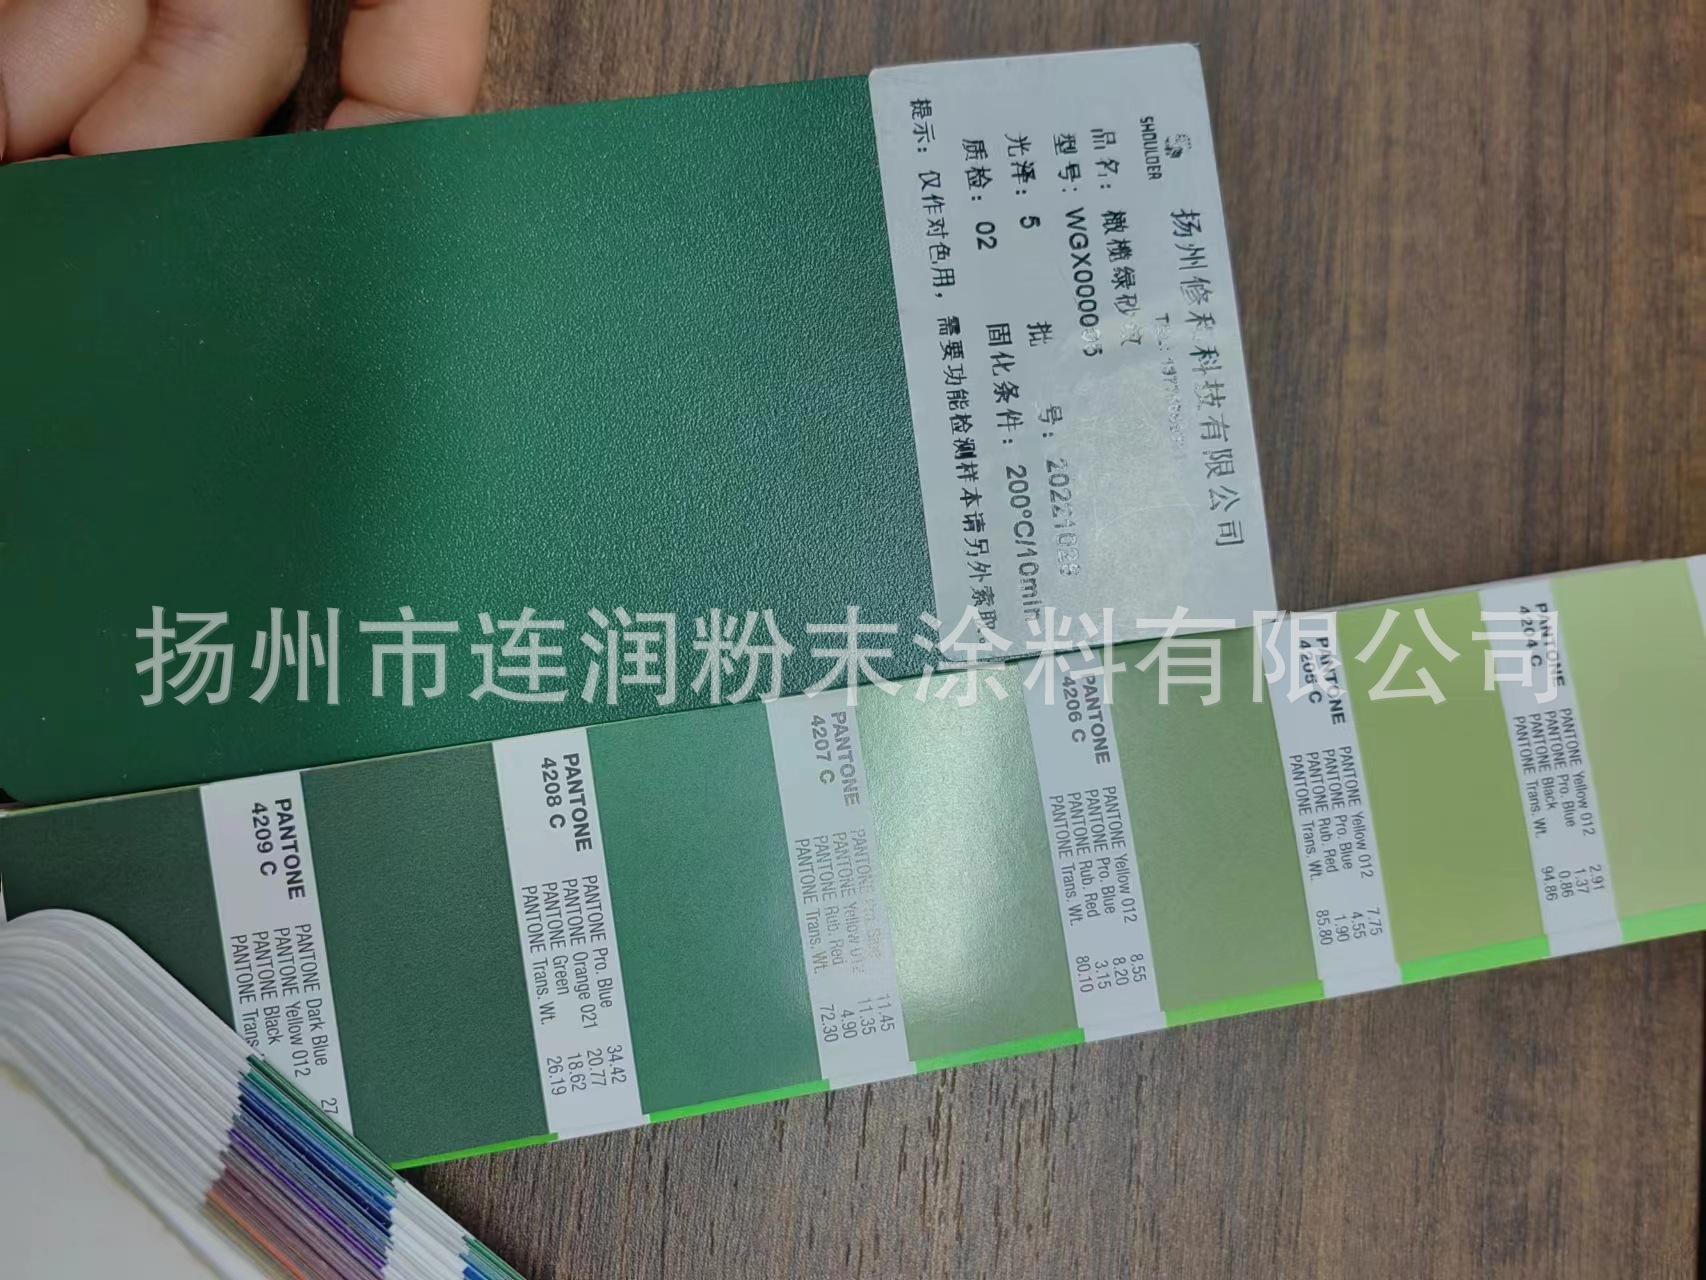 SHOULDER
扬州修和科技有限公司
品名：橄榄绿砂纹
型号：WGX000005
光泽：5 批 号：20221028
质检：02 固化条件：200°C/10min
提示：仅作对色用，需要功能检测样本请另外索取。
扬州市连润粉末涂料有限公司
PANTONE
4209 C
PANTONE Dark Blue
PANTONE Yellow 012
PANTONE Black
PANTONE Trans.
27
PANTONE
4208 C
PANTONE Pro. Blue 34.42
PANTONE Orange 021 20.77
PANTONE Green 18.62
PANTONE Trans. Wt. 26.19
PANTONE
4207 C
PANTONE 11.45
PANTONE Yellow 012 11.35
PANTONE Rub. Red 4.90
PANTONE Trans. Wt. 72.30
PANTONE
4206 C
PANTONE Yellow 012 8.55
PANTONE Pro. Blue 8.20
PANTONE Rub. Red 3.15
PANTONE Trans. Wt. 80.10
PANTONE
4205 C
PANTONE Yellow 012 7.75
PANTONE Pro. Blue 4.55
PANTONE Rub. Red 1.90
PANTONE Trans. Wt. 85.80
PANTONE
4204 C
PANTONE Yellow 012 2.91
PANTONE Pro. Blue 1.37
PANTONE Black 0.86
PANTONE Trans. Wt. 94.86